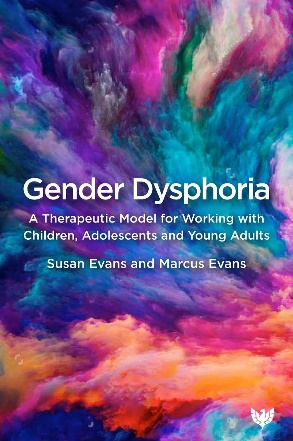 Gender Dysphoria
A Therapeutic Model for Working with
Children, Adolescents and Young Adults
Susan Evans and Marcus Evans